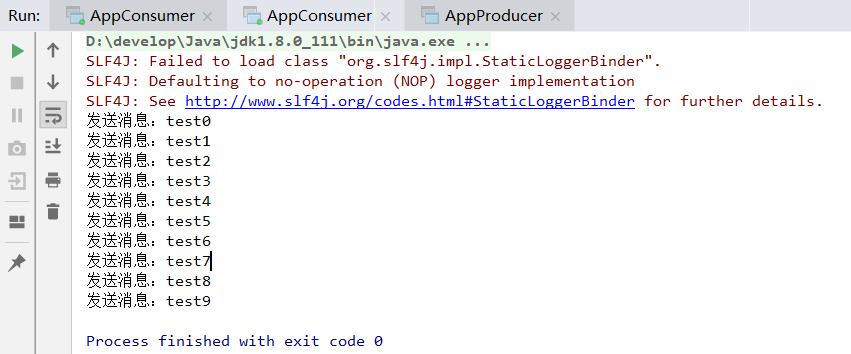 Run: AppConsumer × AppConsumer × AppProducer ×
D:\develop\Java\jdk1.8.0_111\bin\java.exe ...
SLF4J: Failed to load class "org.slf4j.impl.StaticLoggerBinder".
SLF4J: Defaulting to no-operation (NOP) logger implementation
SLF4J: See http://www.slf4j.org/codes.html#StaticLoggerBinder for further details.
发送消息：test0
发送消息：test1
发送消息：test2
发送消息：test3
发送消息：test4
发送消息：test5
发送消息：test6
发送消息：test7
发送消息：test8
发送消息：test9
Process finished with exit code 0